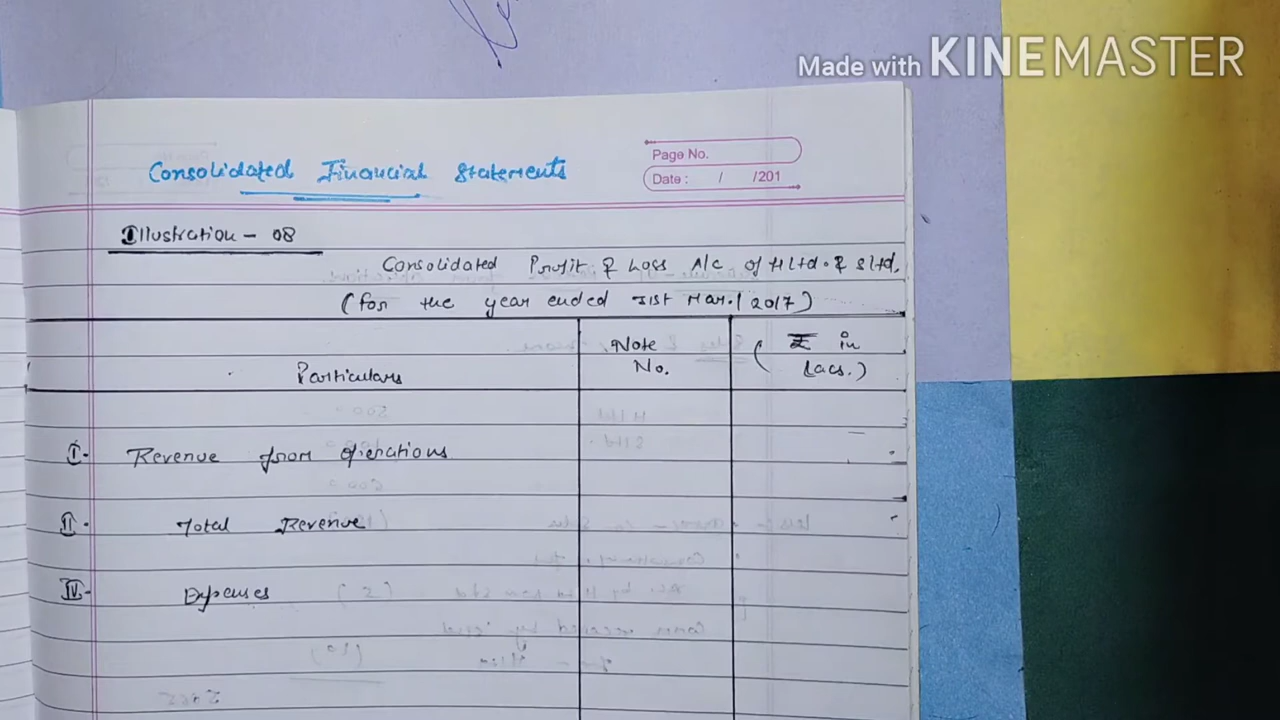 Made with KINEMASTER
Page No.
Date : / /201
Consolidated Financial Statements
Illustration - 08
Consolidated Profit & Loss A/c of H Ltd. & S Ltd.
(for the year ended 31st Mar. 2017)
Particulars
Note No.
(₹ in Lacs.)
I- Revenue from operations
II- Total Revenue
IV- Expenses